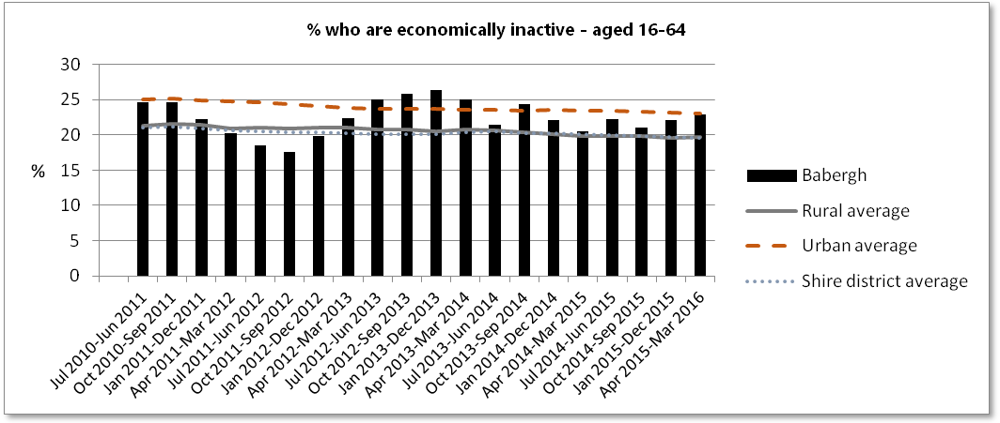 % who are economically inactive - aged 16-64
30
25
20
15
10
5
0
%
Jul 2010-Jun 2011
Oct 2010-Sep 2011
Jan 2011-Dec 2011
Apr 2011-Mar 2012
Jul 2011-Jun 2012
Oct 2011-Sep 2012
Jan 2012-Dec 2012
Apr 2012-Mar 2013
Jul 2012-Jun 2013
Oct 2012-Sep 2013
Jan 2013-Dec 2013
Apr 2013-Mar 2014
Jul 2013-Jun 2014
Oct 2013-Sep 2014
Jan 2014-Dec 2014
Apr 2014-Mar 2015
Jul 2014-Jun 2015
Oct 2014-Sep 2015
Jan 2015-Dec 2015
Apr 2015-Mar 2016
Babergh
Rural average
Urban average
Shire district average